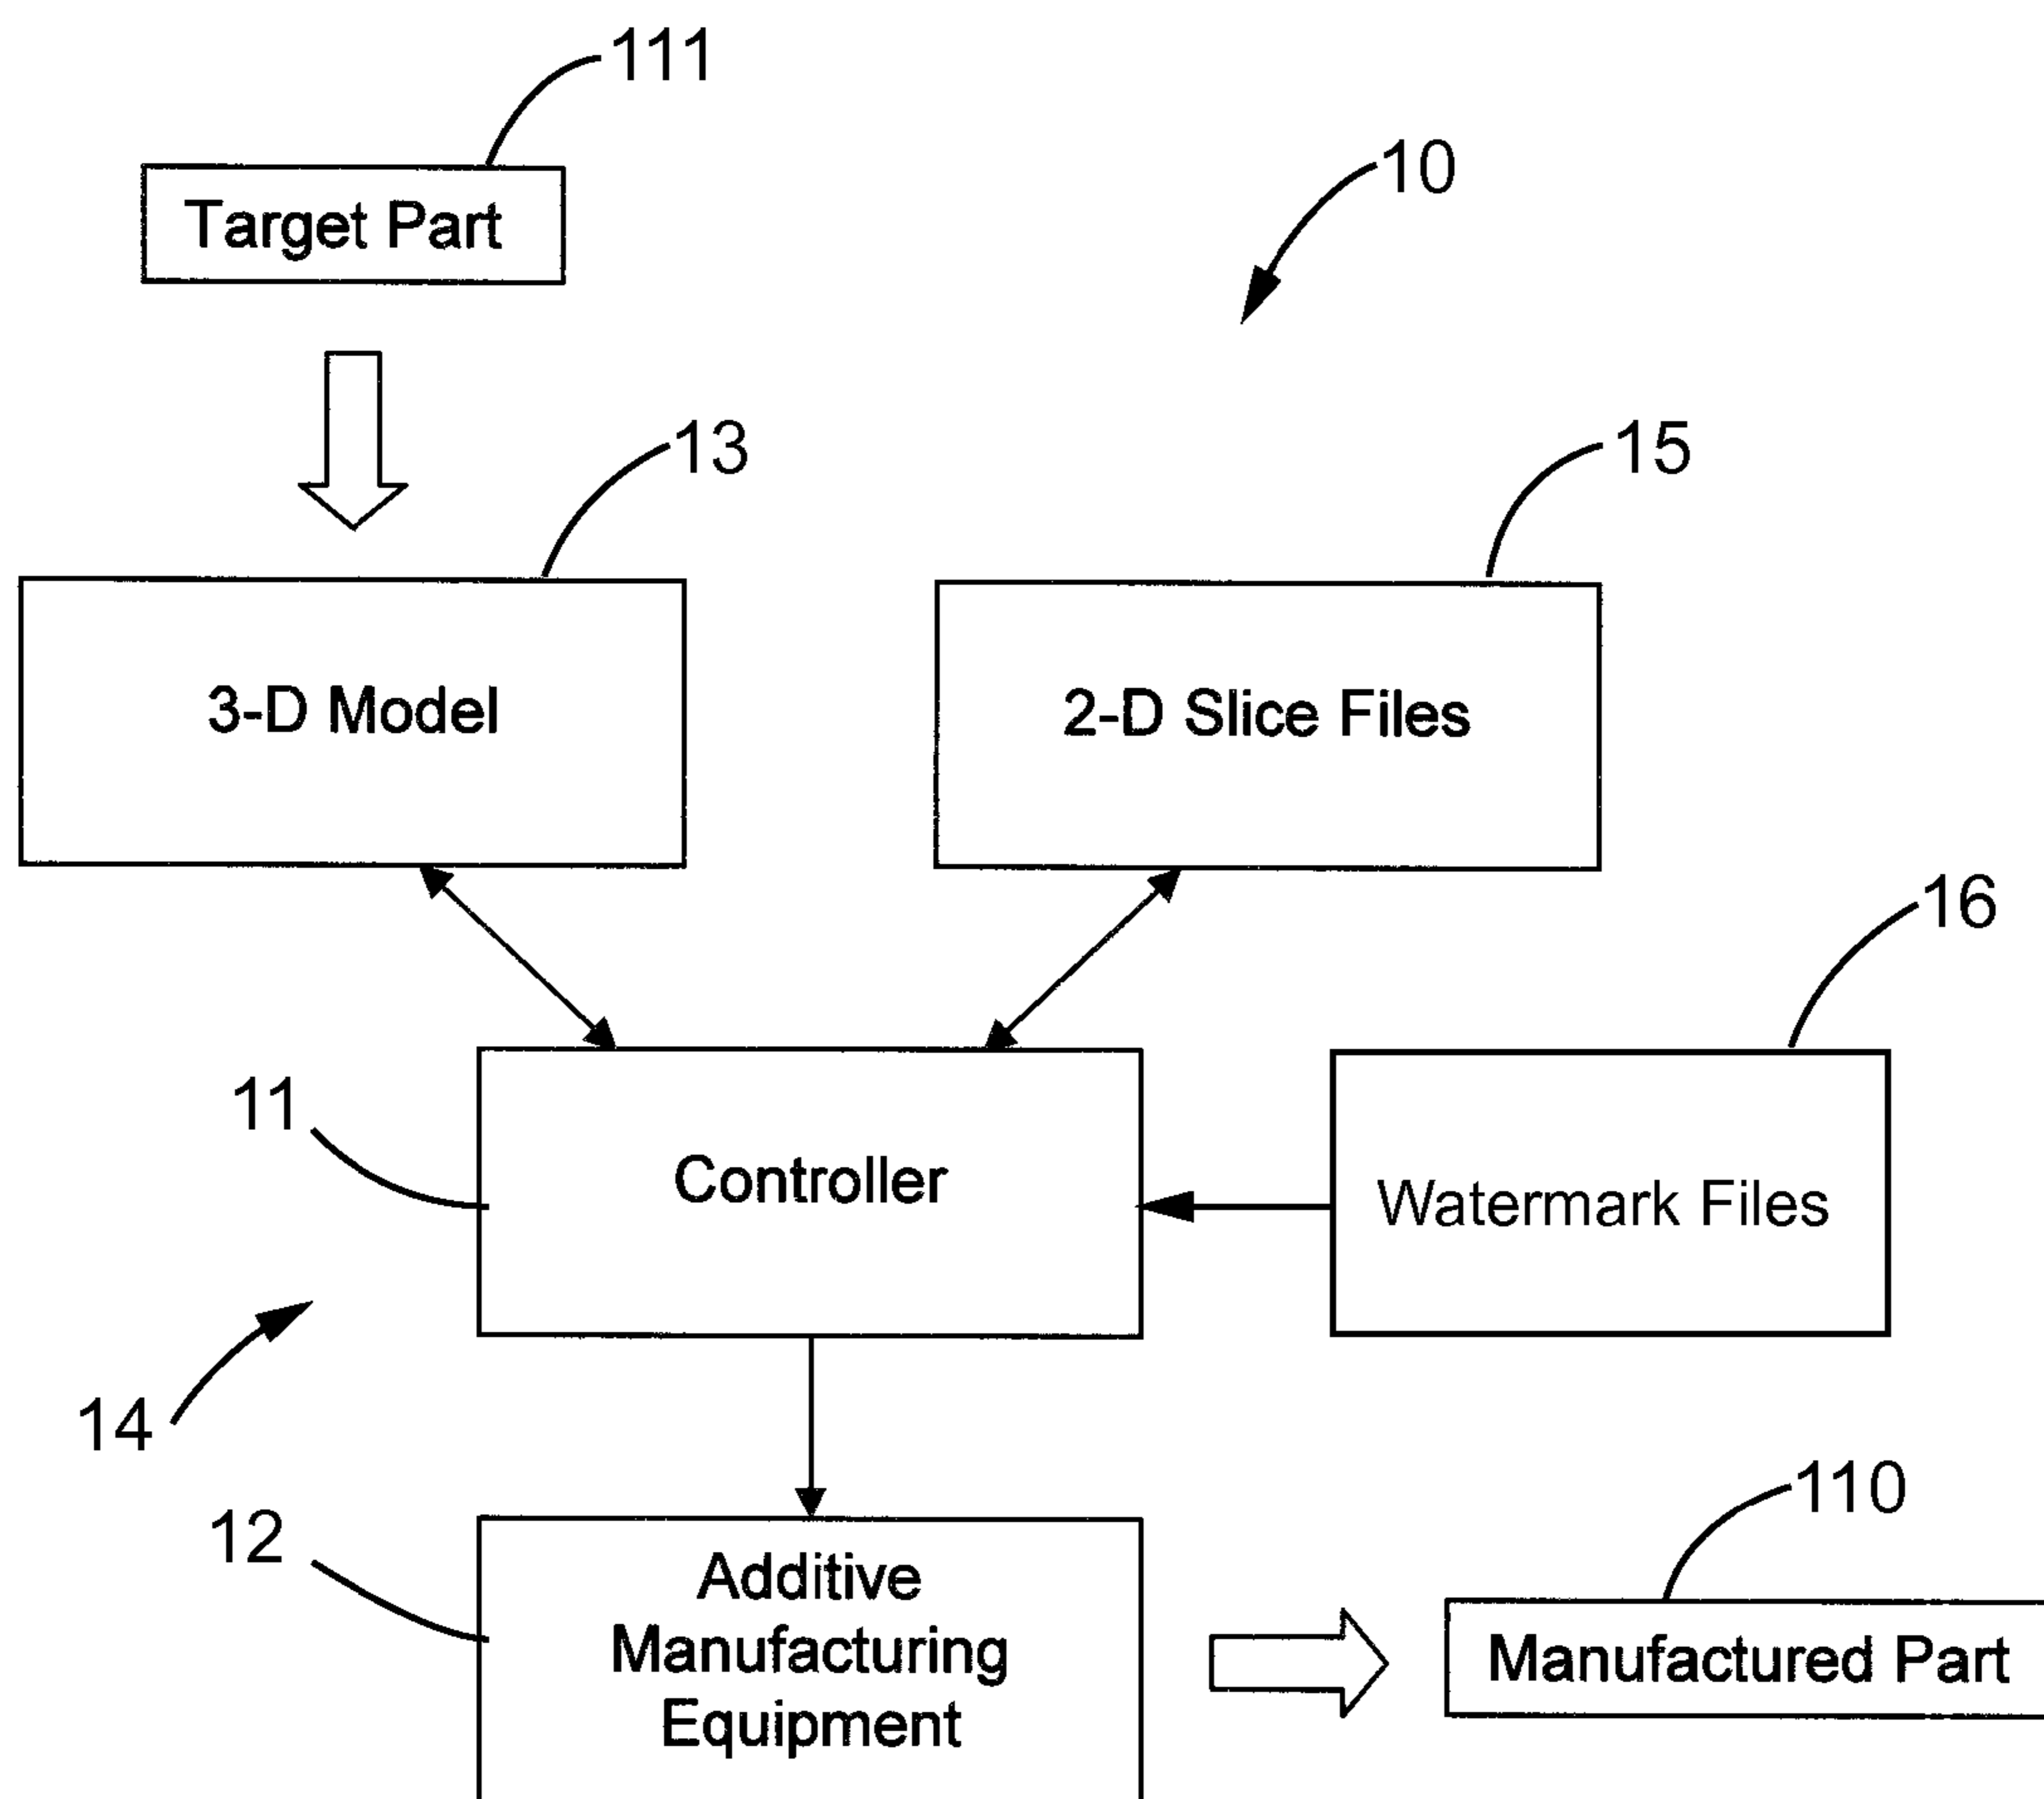 111
Target Part
10
13
15
3-D Model
2-D Slice Files
16
11
Controller
Watermark Files
14
12
Additive
Manufacturing
Equipment
110
Manufactured Part